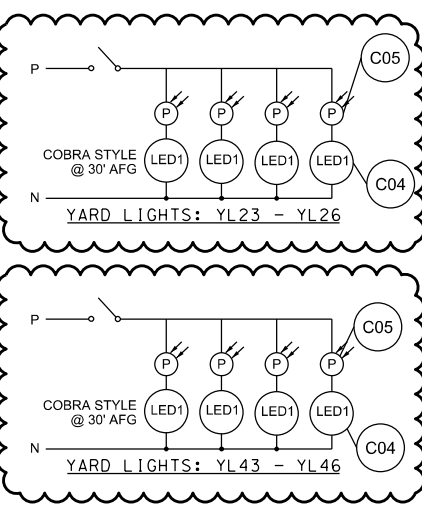 C05
P
P P P P
COBRA STYLE
@ 30' AFG
LED1 LED1 LED1 LED1
C04
N
YARD LIGHTS: YL23 - YL26
C05
P
P P P P
COBRA STYLE
@ 30' AFG
LED1 LED1 LED1 LED1
C04
N
YARD LIGHTS: YL43 - YL46